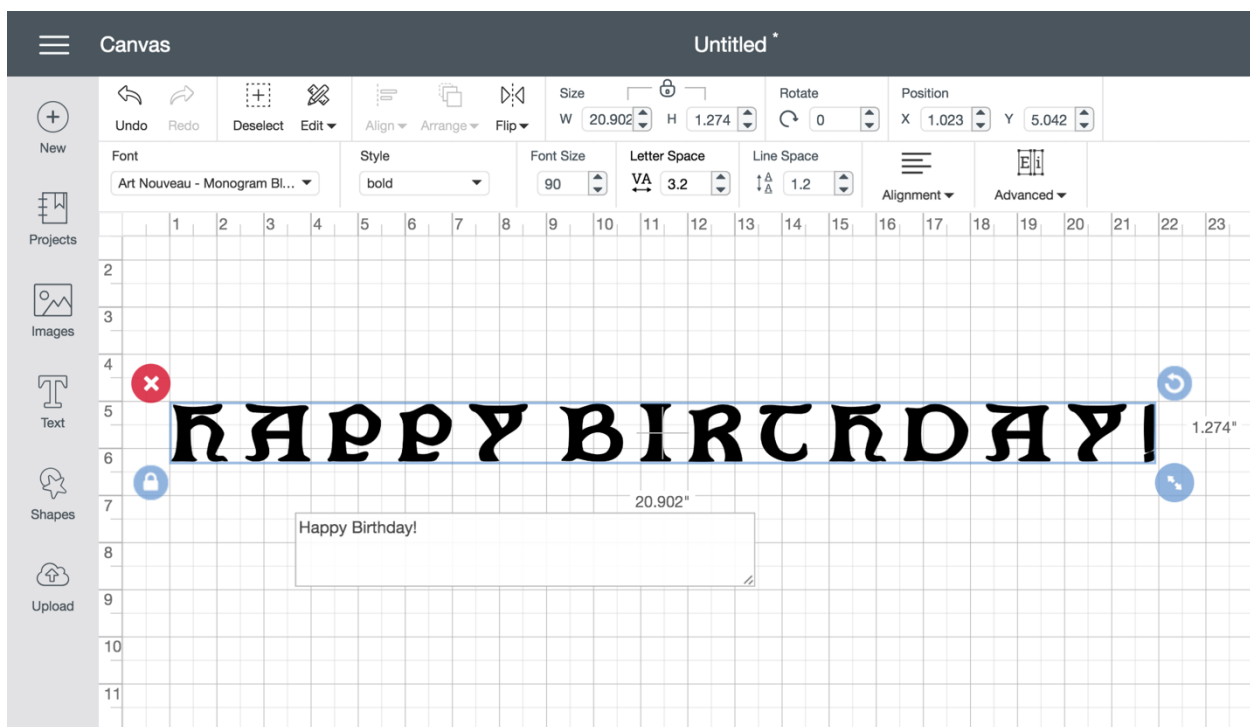 Canvas
Untitled *
New
Projects
Images
Text
Shapes
Upload
Undo
Redo
Deselect
Edit
Align
Arrange
Flip
Size
W 20.902
H 1.274
Rotate
0
Position
X 1.023
Y 5.042
Font
Art Nouveau - Monogram Bl...
Style
bold
Font Size
90
Letter Space
VA 3.2
Line Space
A A 1.2
Alignment
Advanced
1 2 3 4 5 6 7 8 9 10 11 12 13 14 15 16 17 18 19 20 21 22 23
2
3
4
5
6
7
8
9
10
11
HAPPY BIRTHDAY!
1.274"
20.902"
Happy Birthday!